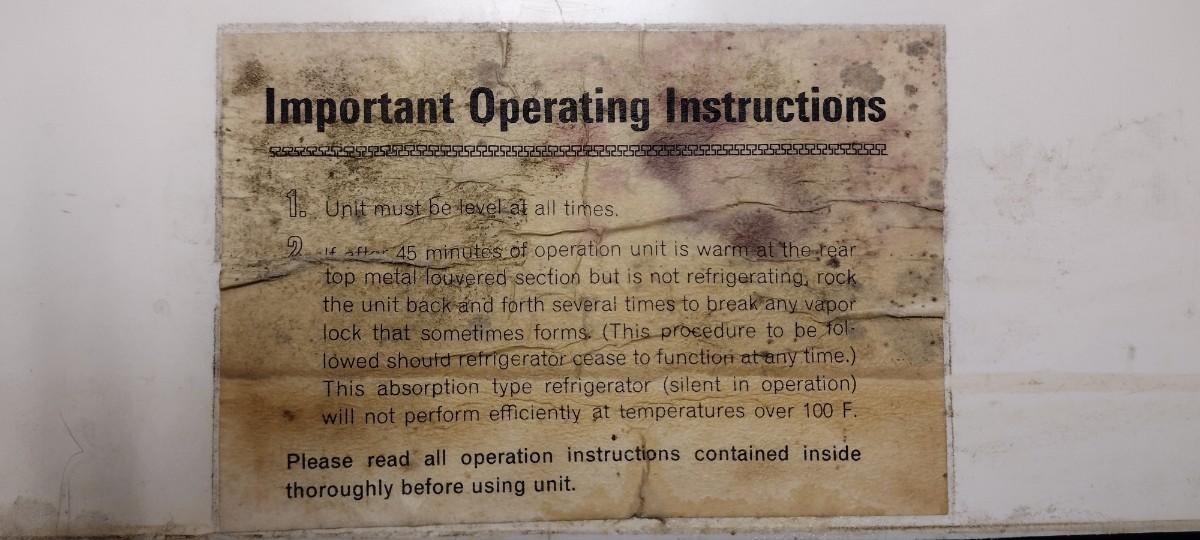 Important Operating Instructions
1. Unit must be level at all times.
2. If after 45 minutes of operation unit is warm at the rear
top metal louvered section but is not refrigerating, rock
the unit back and forth several times to break any vapor
lock that sometimes forms. (This procedure to be fol-
lowed should refrigerator cease to function at any time.)
This absorption type refrigerator (silent in operation)
will not perform efficiently at temperatures over 100 F.
Please read all operation instructions contained inside
thoroughly before using unit.